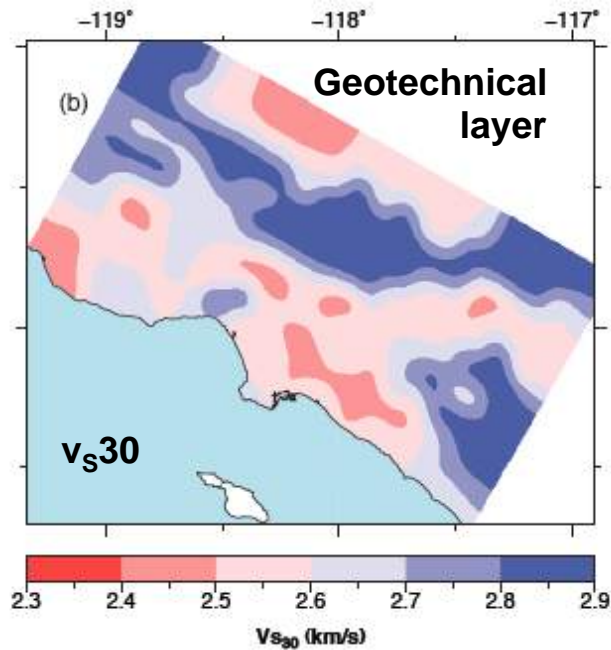 −119° −118° −117°
(b)
Geotechnical
layer
vS30
2.3 2.4 2.5 2.6 2.7 2.8 2.9
Vs30 (km/s)